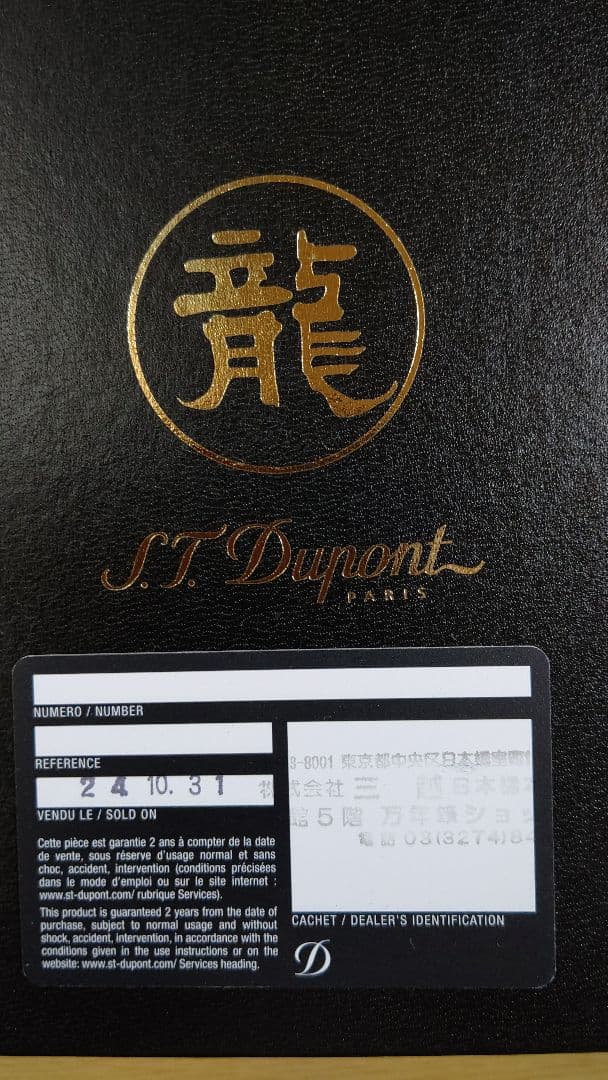 龍
S.T. Dupont
PARIS
NUMERO / NUMBER
REFERENCE
24 10. 31
VENDU LE / SOLD ON
Cette pièce est garantie 2 ans à compter de la date
de vente, sous réserve d'usage normal et sans
choc, accident, intervention (conditions précisées
dans le mode d'emploi ou sur le site internet :
www.st-dupont.com/ rubrique Services).
This product is guaranteed 2 years from the date of
purchase, subject to normal usage and without
shock, accident, intervention, in accordance with the
conditions given in the use instructions or on the
website: www.st-dupont.com/ Services heading.
3-8001 東京都中央区日本橋室町
株式会社 三 越 日本橋
館5階 万年筆ショッ
電話 03(3274)84
CACHET / DEALER'S IDENTIFICATION
D